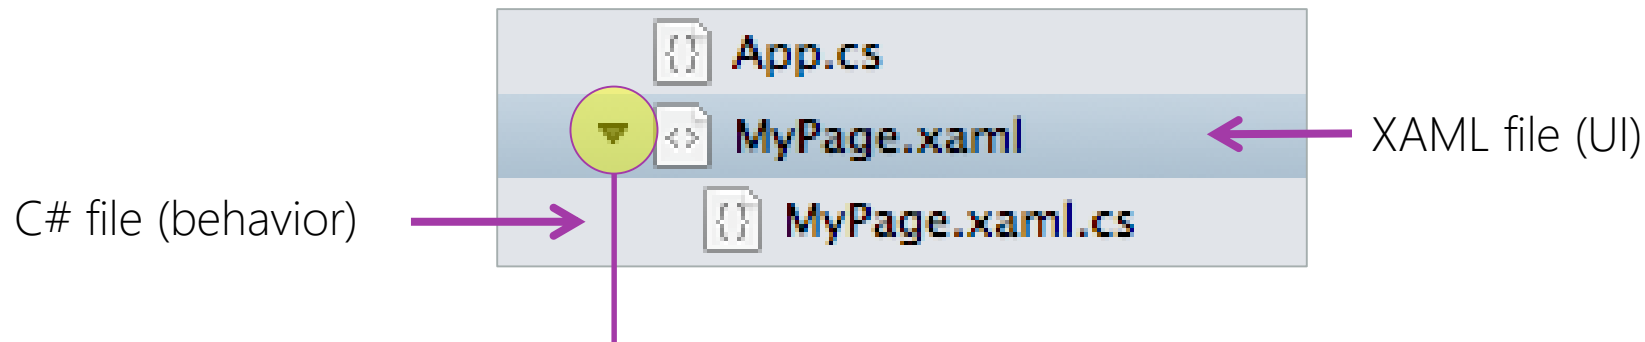 App.cs
MyPage.xaml
XAML file (UI)
C# file (behavior)
MyPage.xaml.cs